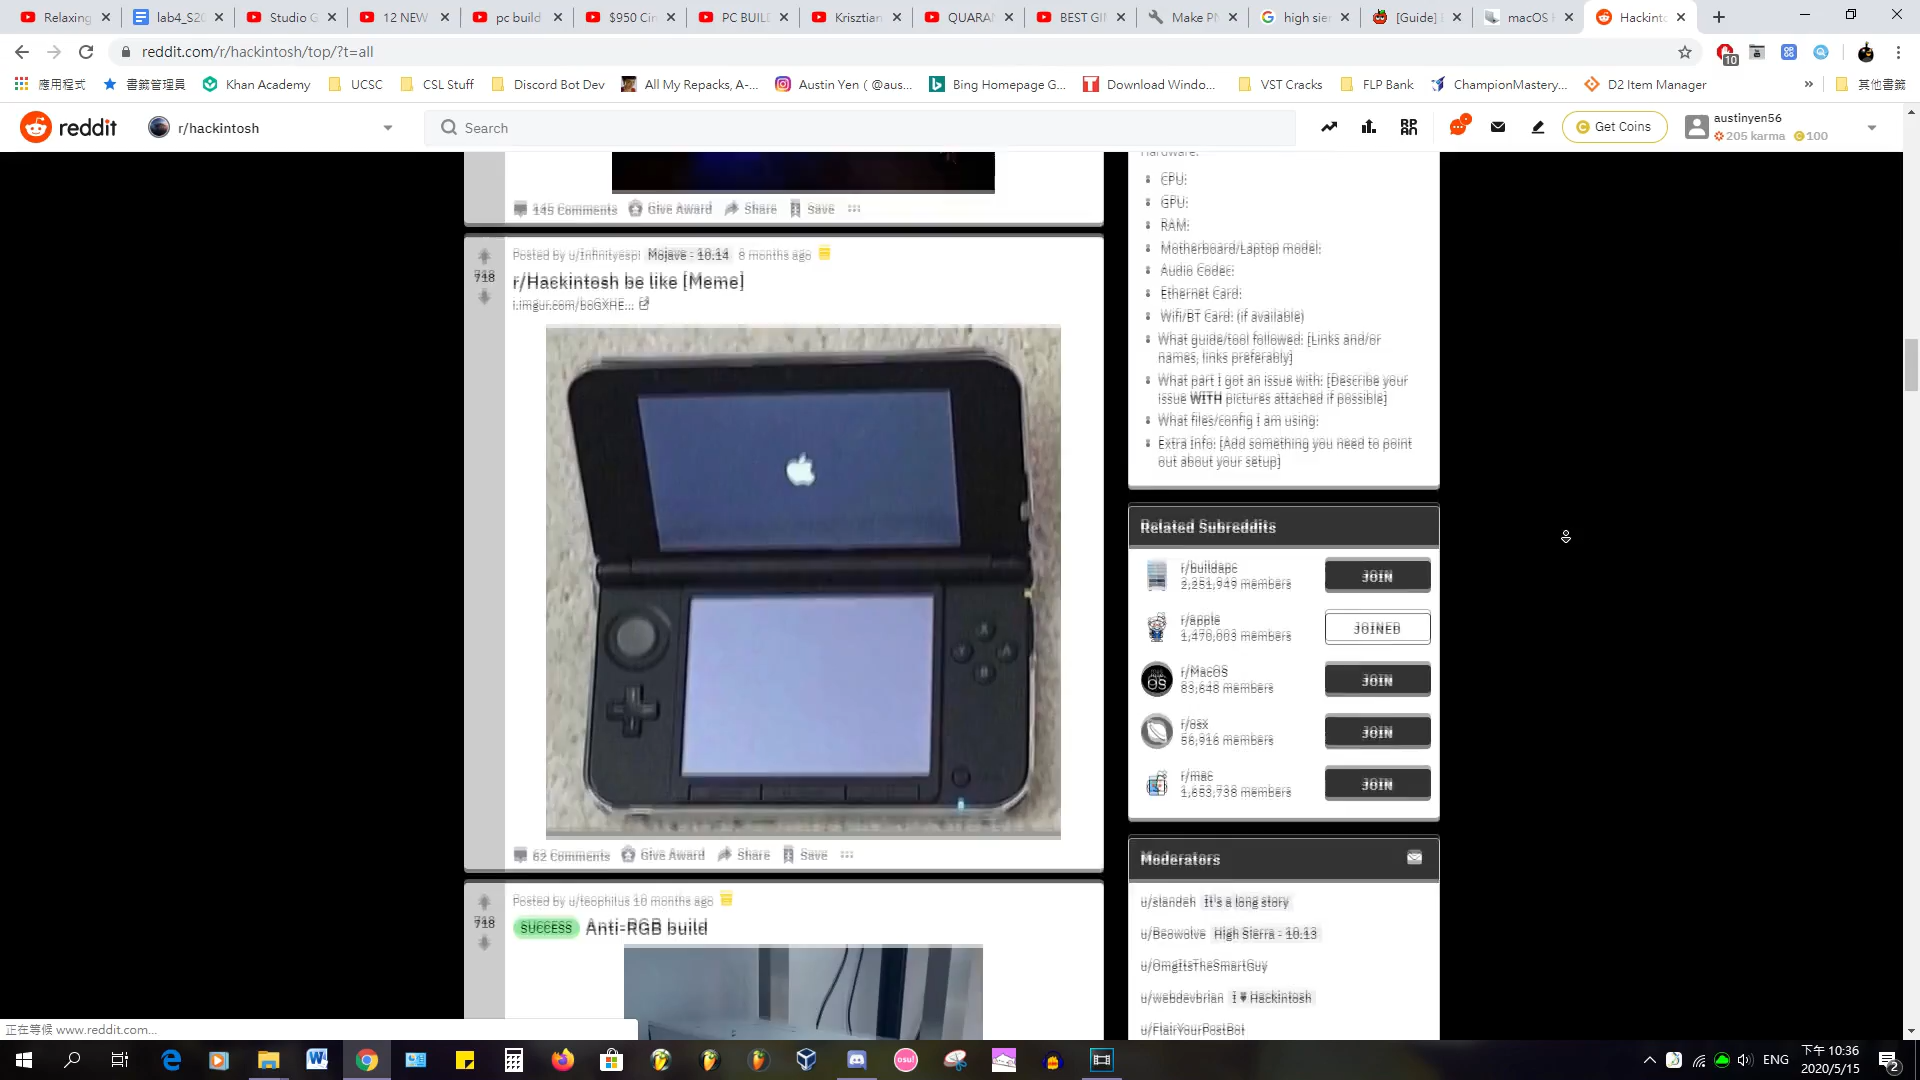 Relaxing
lab4_S20
Studio G
12 NEW
pc build
$950 Cir
PC BUIL
Krisztian
QUARAN
BEST GI
Make PN
high sier
[Guide]
macOS
Hackinto
reddit.com/r/hackintosh/top/?t=all
10
應用程式
書籤管理員
Khan Academy
UCSC
CSL Stuff
Discord Bot Dev
All My Repacks, A-...
Austin Yen ( @aus...
Bing Homepage G...
Download Windo...
VST Cracks
FLP Bank
ChampionMastery...
D2 Item Manager
»
其他書籤
reddit
r/hackintosh
Search
Get Coins
austinyen56
205 karma 100
145 Comments Give Award Share Save
718
Posted by u/Infinityespi Mojave - 10.14 8 months ago
r/Hackintosh be like [Meme]
i.imgur.com/boGXHE...
X
Y A
B
62 Comments Give Award Share Save
718
Posted by u/teophilus 10 months ago
SUCCESS Anti-RGB build
Hardware:
CPU:
GPU:
RAM:
Motherboard/Laptop model:
Audio Codec:
Ethernet Card:
Wifi/BT Card: (if available)
What guide/tool followed: [Links and/or
names, links preferably]
What part I got an issue with: [Describe your
issue WITH pictures attached if possible]
What files/config I am using:
Extra Info: [Add something you need to point
out about your setup]
Related Subreddits
r/buildapc
2,251,949 members
JOIN
r/apple
1,470,003 members
JOINED
r/MacOS
83,648 members
JOIN
r/osx
56,916 members
JOIN
r/mac
1,653,738 members
JOIN
Moderators
u/slandeh It's a long story
u/Beowolve High Sierra - 10.13
u/OmgItsTheSmartGuy
u/webdevbrian I ♥ Hackintosh
u/FlairYourPostBot
正在等候 www.reddit.com...
osu!
ENG
下午 10:36
2020/5/15
2